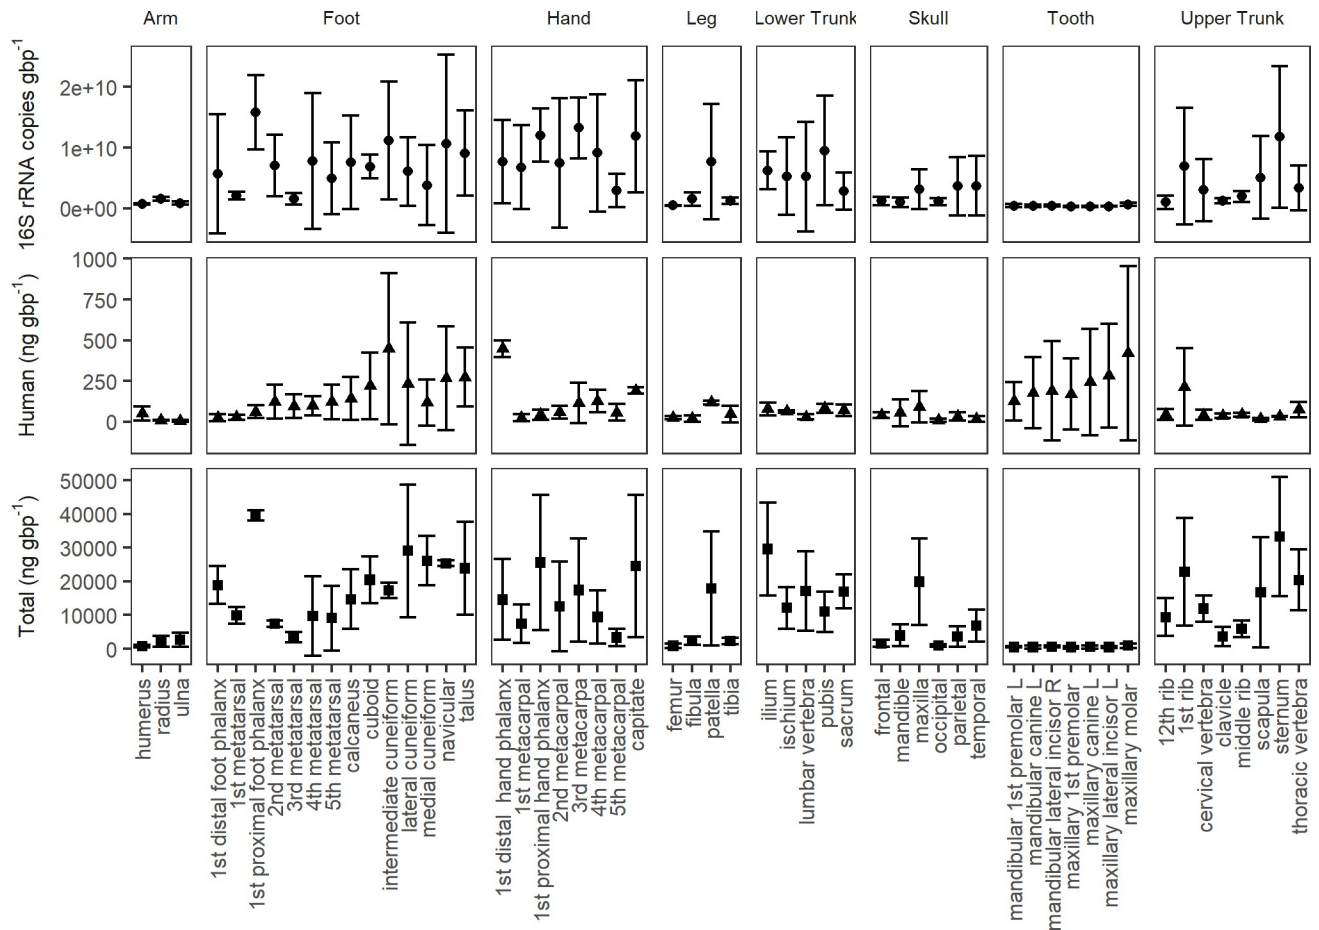 Arm Foot Hand Leg Lower Trunk Skull Tooth Upper Trunk
16S rRNA copies gbp⁻¹
2e+10
1e+10
0e+00
Human (ng gbp⁻¹)
1000
750
500
250
0
Total (ng gbp⁻¹)
50000
40000
30000
20000
10000
0
humerus
radius
ulna
1st distal foot phalanx
1st metatarsal
1st proximal foot phalanx
2nd metatarsal
3rd metatarsal
4th metatarsal
5th metatarsal
calcaneus
cuboid
intermediate cuneiform
lateral cuneiform
medial cuneiform
navicular
talus
1st distal hand phalanx
1st metacarpal
1st proximal hand phalanx
2nd metacarpal
3rd metacarpa
4th metacarpal
5th metacarpal
capitate
femur
fibula
patella
tibia
ilium
ischium
lumbar vertebra
pubis
sacrum
frontal
mandible
maxilla
occipital
parietal
temporal
mandibular 1st premolar L
mandibular canine L
mandibular lateral incisor R
maxillary 1st premolar
maxillary canine L
maxillary lateral incisor L
maxillary molar
12th rib
1st rib
cervical vertebra
clavicle
middle rib
scapula
sternum
thoracic vertebra